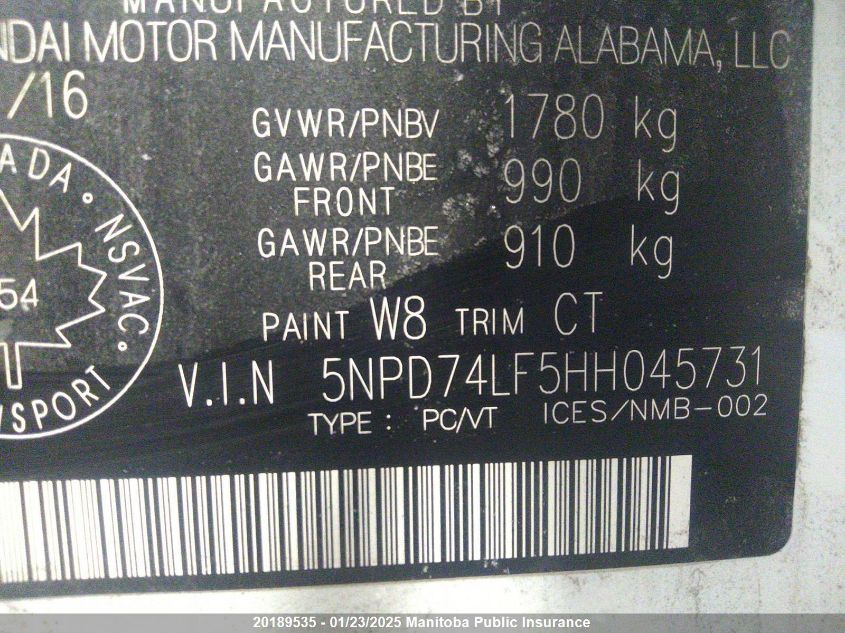 MANUFACTURED BY
NDAI MOTOR MANUFACTURING ALABAMA, LLC
/16
GVWR/PNBV 1780 kg
GAWR/PNBE FRONT 990 kg
GAWR/PNBE REAR 910 kg
PAINT W8 TRIM CT
V.I.N 5NPD74LF5HH045731
TYPE : PC/VT ICES/NMB-002
ADA · NSVAC.
54
NSPORT
20189535 - 01/23/2025 Manitoba Public Insurance